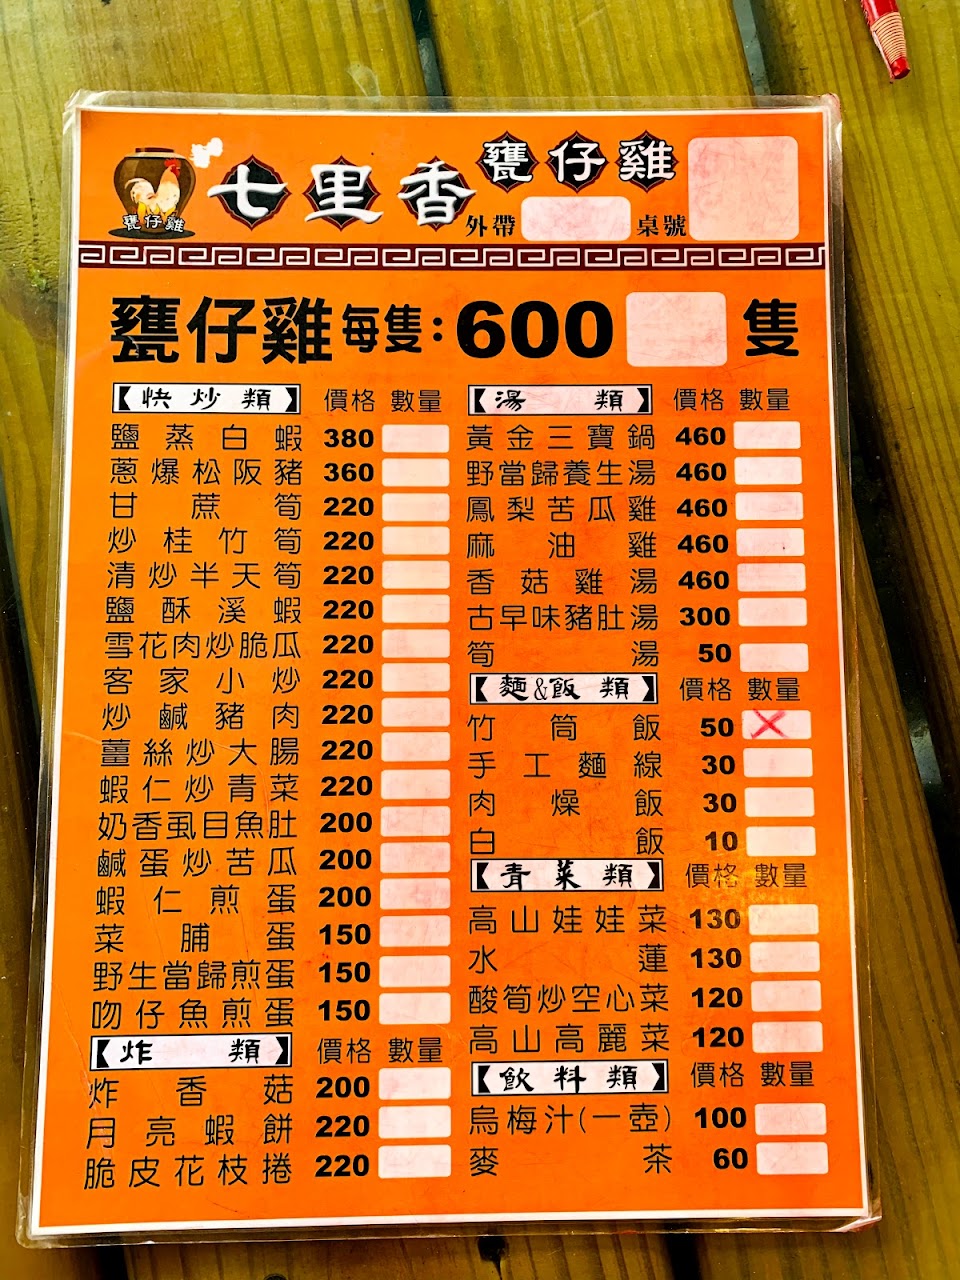 甕仔雞
七里香甕仔雞
外帶 桌號
甕仔雞每隻:600 隻
【快炒類】 價格 數量
鹽蒸白蝦 380
蔥爆松阪豬 360
甘蔗筍 220
炒桂竹筍 220
清炒半天筍 220
鹽酥溪蝦 220
雪花肉炒脆瓜 220
客家小炒 220
炒鹹豬肉 220
薑絲炒大腸 220
蝦仁炒青菜 220
奶香虱目魚肚 200
鹹蛋炒苦瓜 200
蝦仁煎蛋 200
菜脯蛋 150
野生當歸煎蛋 150
吻仔魚煎蛋 150
【炸類】 價格 數量
炸香菇 200
月亮蝦餅 220
脆皮花枝捲 220
【湯類】 價格 數量
黃金三寶鍋 460
野當歸養生湯 460
鳳梨苦瓜雞 460
麻油雞 460
香菇雞湯 460
古早味豬肚湯 300
筍湯 50
【麵&飯類】 價格 數量
竹筒飯 50
手工麵線 30
肉燥飯 30
白飯 10
【青菜類】 價格 數量
高山娃娃菜 130
水蓮 130
酸筍炒空心菜 120
高山高麗菜 120
【飲料類】 價格 數量
烏梅汁(一壺) 100
麥茶 60